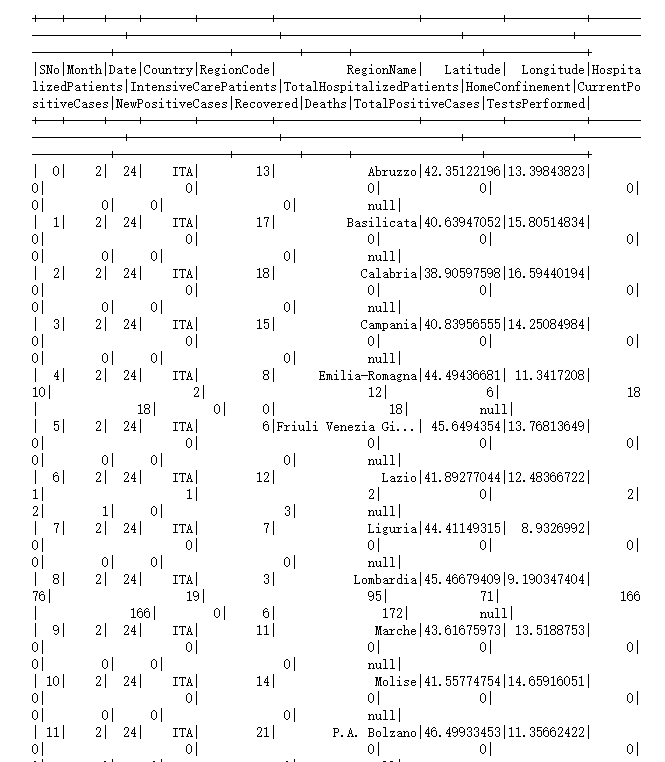 |SNo|Month|Date|Country|RegionCode| RegionName| Latitude| Longitude|Hospita
lizedPatients|IntensiveCarePatients|TotalHospitalizedPatients|HomeConfinement|CurrentPo
sitiveCases|NewPositiveCases|Recovered|Deaths|TotalPositiveCases|TestsPerformed|
| 0| 2| 24| ITA| 13| Abruzzo|42.35122196|13.39843823|
0| 0| 0| 0| 0|
0| 0| 0| 0| null|
| 1| 2| 24| ITA| 17| Basilicata|40.63947052|15.80514834|
0| 0| 0| 0| 0|
0| 0| 0| 0| null|
| 2| 2| 24| ITA| 18| Calabria|38.90597598|16.59440194|
0| 0| 0| 0| 0|
0| 0| 0| 0| null|
| 3| 2| 24| ITA| 15| Campania|40.83956555|14.25084984|
0| 0| 0| 0| 0|
0| 0| 0| 0| null|
| 4| 2| 24| ITA| 8| Emilia-Romagna|44.49436681| 11.3417208|
10| 2| 12| 6| 18
| 18| 0| 0| 18| null|
| 5| 2| 24| ITA| 6|Friuli Venezia Gi...| 45.6494354|13.76813649|
0| 0| 0| 0| 0|
0| 0| 0| 0| null|
| 6| 2| 24| ITA| 12| Lazio|41.89277044|12.48366722|
1| 1| 2| 0| 2|
2| 1| 0| 3| null|
| 7| 2| 24| ITA| 7| Liguria|44.41149315| 8.9326992|
0| 0| 0| 0| 0|
0| 0| 0| 0| null|
| 8| 2| 24| ITA| 3| Lombardia|45.46679409|9.190347404|
76| 19| 95| 71| 166
| 166| 0| 6| 172| null|
| 9| 2| 24| ITA| 11| Marche|43.61675973| 13.5188753|
0| 0| 0| 0| 0|
0| 0| 0| 0| null|
| 10| 2| 24| ITA| 14| Molise|41.55774754|14.65916051|
0| 0| 0| 0| 0|
0| 0| 0| 0| null|
| 11| 2| 24| ITA| 21| P.A. Bolzano|46.49933453|11.35662422|
0| 0| 0| 0| 0|